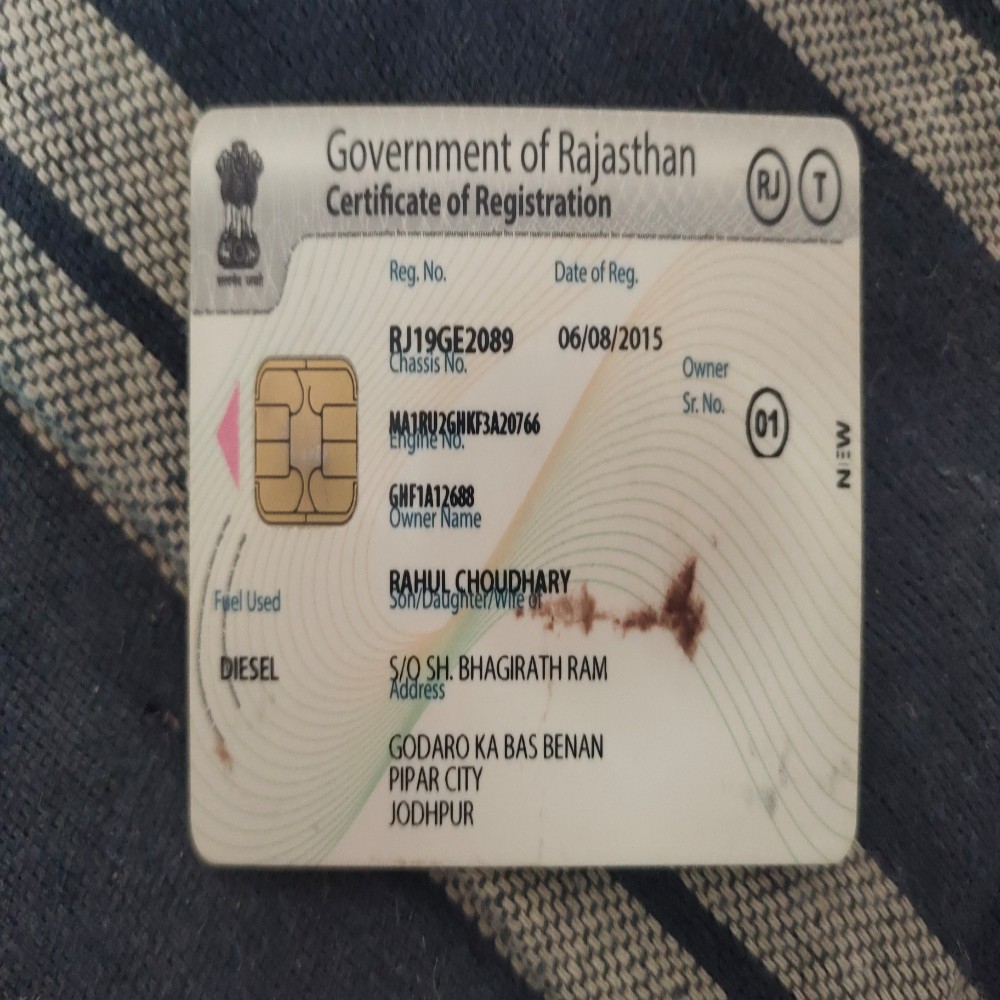 Government of Rajasthan
Certificate of Registration
RJ T
Reg. No. Date of Reg.
RJ19GE2089 06/08/2015
Chassis No.
Owner
Sr. No. 01
MA1RU2GHKF3A20766
Engine No.
NEW
GHF1A12688
Owner Name
RAHUL CHOUDHARY
Fuel Used
Son/Daughter/Wife of
DIESEL
S/O SH. BHAGIRATH RAM
Address
GODARO KA BAS BENAN
PIPAR CITY
JODHPUR